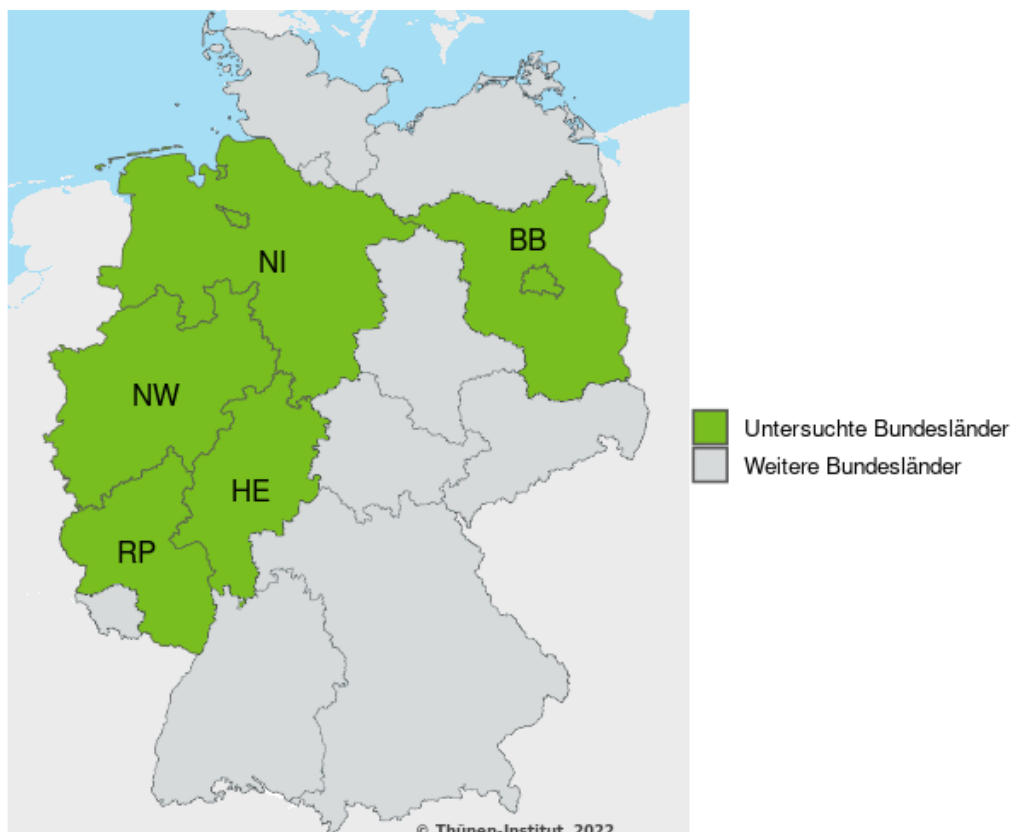 BB
NI
NW
HE
RP
Untersuchte Bundesländer
Weitere Bundesländer
© Thünen-Institut, 2022